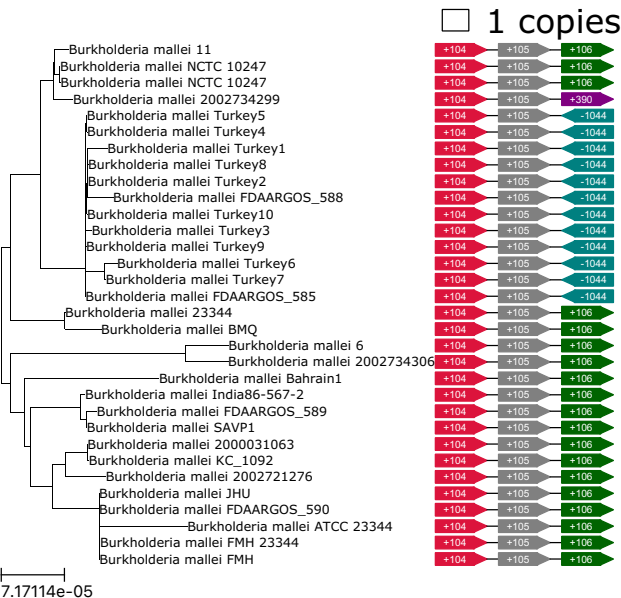 1 copies
Burkholderia mallei 11 +104 +105 +106
Burkholderia mallei NCTC 10247 +104 +105 +106
Burkholderia mallei NCTC 10247 +104 +105 +106
Burkholderia mallei 2002734299 +104 +105 +390
Burkholderia mallei Turkey5 +104 +105 -1044
Burkholderia mallei Turkey4 +104 +105 -1044
Burkholderia mallei Turkey1 +104 +105 -1044
Burkholderia mallei Turkey8 +104 +105 -1044
Burkholderia mallei Turkey2 +104 +105 -1044
Burkholderia mallei FDAARGOS_588 +104 +105 -1044
Burkholderia mallei Turkey10 +104 +105 -1044
Burkholderia mallei Turkey3 +104 +105 -1044
Burkholderia mallei Turkey9 +104 +105 -1044
Burkholderia mallei Turkey6 +104 +105 -1044
Burkholderia mallei Turkey7 +104 +105 -1044
Burkholderia mallei FDAARGOS_585 +104 +105 -1044
Burkholderia mallei 23344 +104 +105 +106
Burkholderia mallei BMQ +104 +105 +106
Burkholderia mallei 6 +104 +105 +106
Burkholderia mallei 2002734306 +104 +105 +106
Burkholderia mallei Bahrain1 +104 +105 +106
Burkholderia mallei India86-567-2 +104 +105 +106
Burkholderia mallei FDAARGOS_589 +104 +105 +106
Burkholderia mallei SAVP1 +104 +105 +106
Burkholderia mallei 2000031063 +104 +105 +106
Burkholderia mallei KC_1092 +104 +105 +106
Burkholderia mallei 2002721276 +104 +105 +106
Burkholderia mallei JHU +104 +105 +106
Burkholderia mallei FDAARGOS_590 +104 +105 +106
Burkholderia mallei ATCC 23344 +104 +105 +106
Burkholderia mallei FMH 23344 +104 +105 +106
Burkholderia mallei FMH +104 +105 +106
7.17114e-05